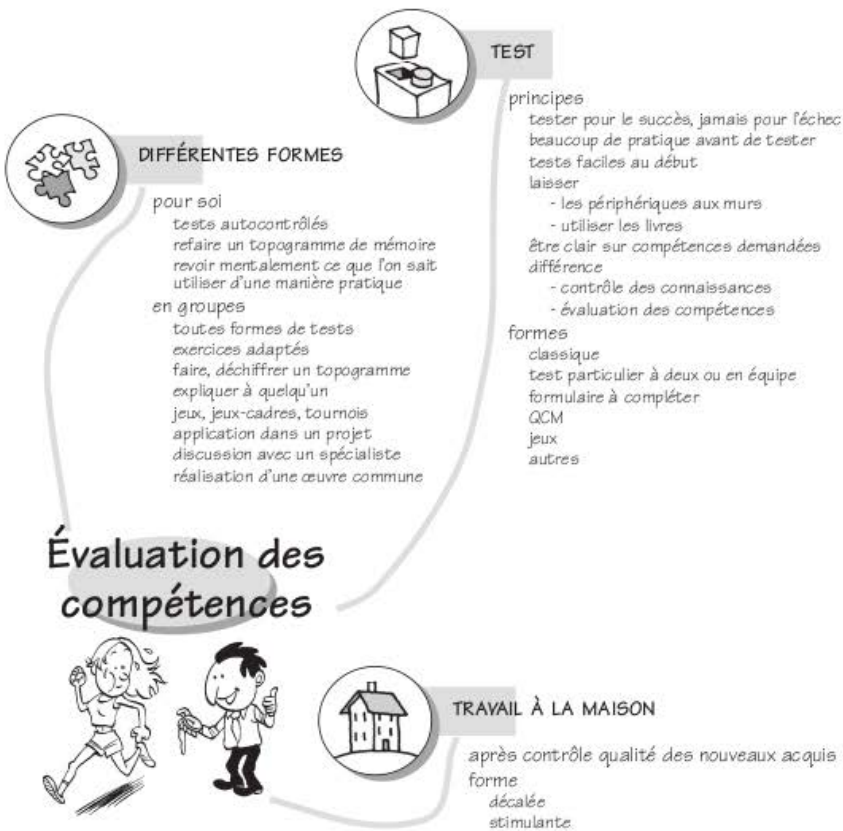 TEST
principes
tester pour le succès, jamais pour l'échec
beaucoup de pratique avant de tester
tests faciles au début
laisser
- les périphériques aux murs
- utiliser les livres
être clair sur compétences demandées
différence
- contrôle des connaissances
- évaluation des compétences
formes
classique
test particulier à deux ou en équipe
formulaire à compléter
QCM
jeux
autres
DIFFÉRENTES FORMES
pour soi
tests autocontrôlés
refaire un topogramme de mémoire
revoir mentalement ce que l'on sait
utiliser d'une manière pratique
en groupes
toutes formes de tests
exercices adaptés
faire, déchiffrer un topogramme
expliquer à quelqu'un
jeux, jeux-cadres, tournois
application dans un projet
discussion avec un spécialiste
réalisation d'une œuvre commune
Évaluation des
compétences
TRAVAIL À LA MAISON
après contrôle qualité des nouveaux acquis
forme
décalée
stimulante